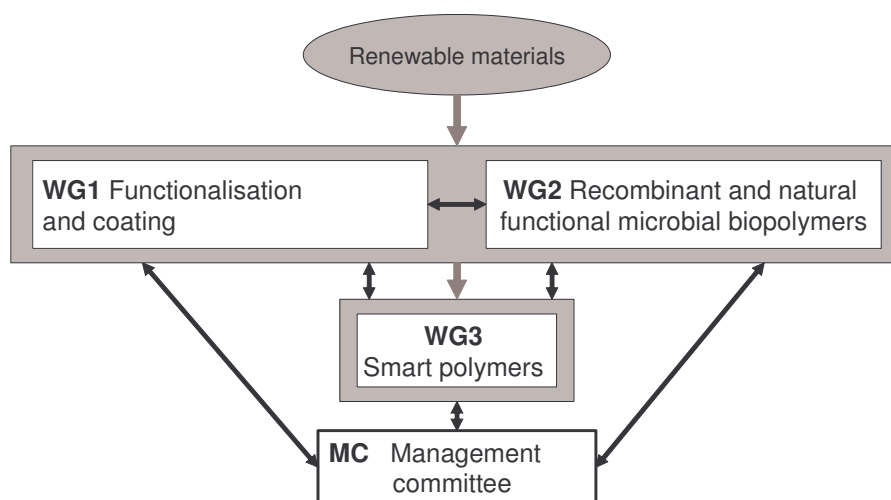 Renewable materials
WG1 Functionalisation
and coating
WG2 Recombinant and natural
functional microbial biopolymers
WG3
Smart polymers
MC Management
committee